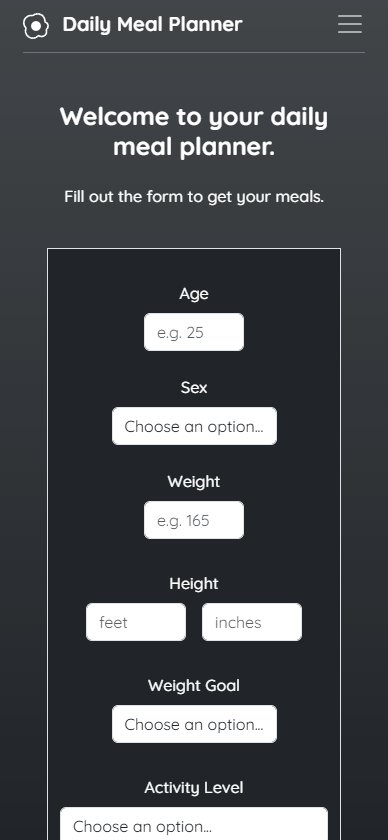 Daily Meal Planner
Welcome to your daily
meal planner.
Fill out the form to get your meals.
Age
e.g. 25
Sex
Choose an option...
Weight
e.g. 165
Height
feet inches
Weight Goal
Choose an option...
Activity Level
Choose an option...